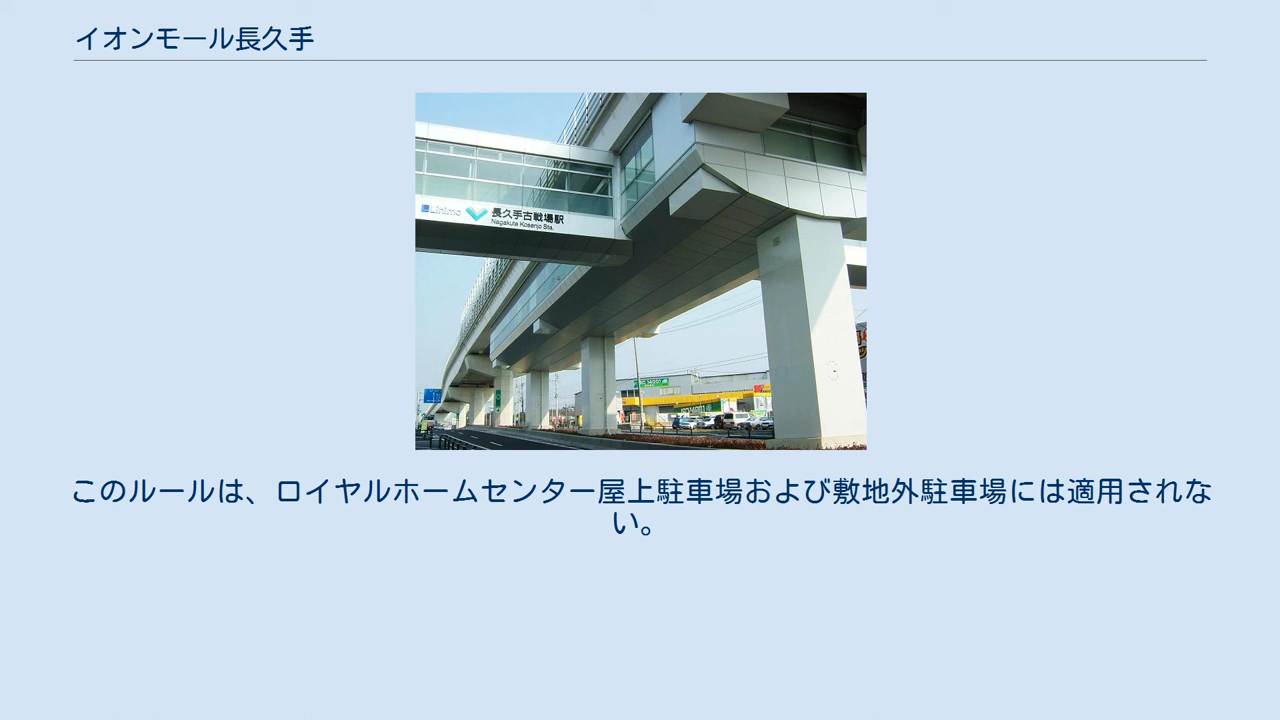 イオンモール長久手
Linimo 長久手古戦場駅
Nagakute Kosenjo Sta.
このルールは、ロイヤルホームセンター屋上駐車場および敷地外駐車場には適用されな
い。